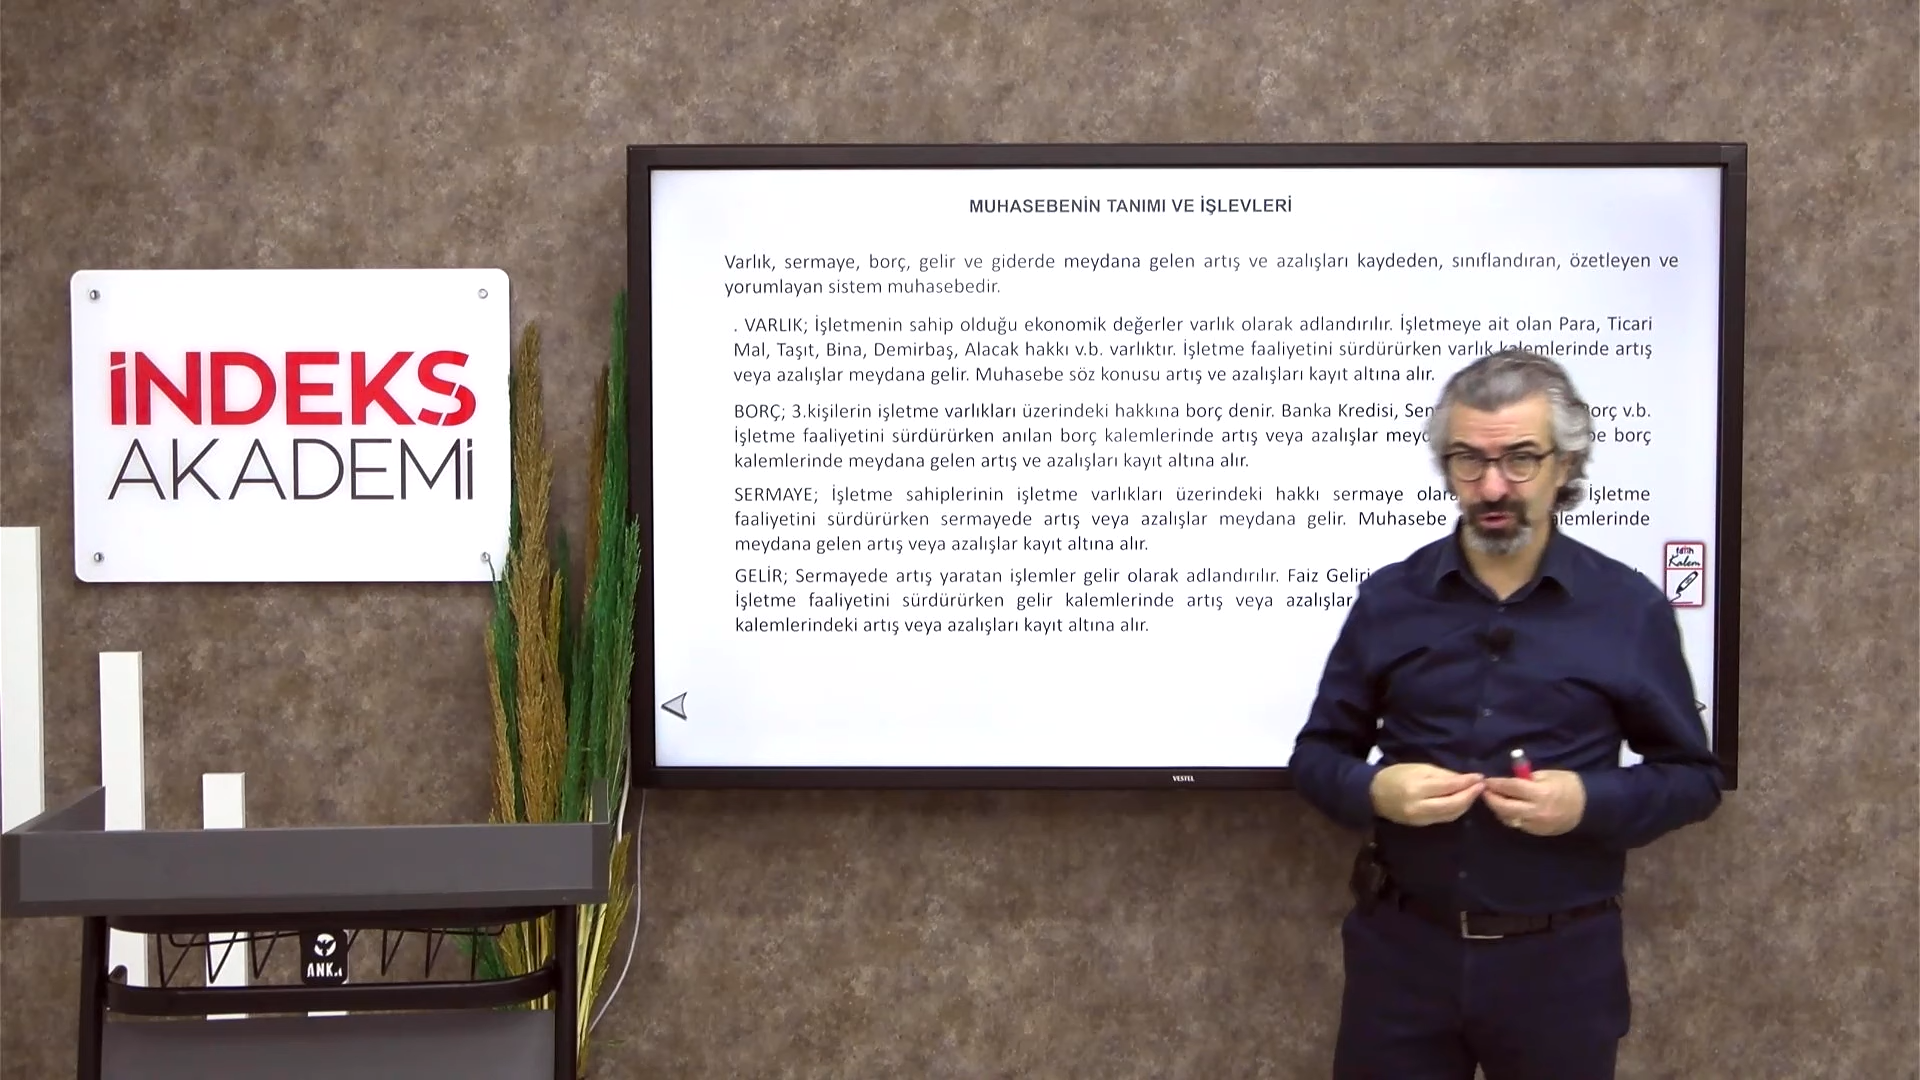 İNDEKS
AKADEMİ
MUHASEBENİN TANIMI VE İŞLEVLERİ
Varlık, sermaye, borç, gelir ve giderde meydana gelen artış ve azalışları kaydeden, sınıflandıran, özetleyen ve
yorumlayan sistem muhasebedir.
. VARLIK; İşletmenin sahip olduğu ekonomik değerler varlık olarak adlandırılır. İşletmeye ait olan Para, Ticari
Mal, Taşıt, Bina, Demirbaş, Alacak hakkı v.b. varlıktır. İşletme faaliyetini sürdürürken varlık kalemlerinde artış
veya azalışlar meydana gelir. Muhasebe söz konusu artış ve azalışları kayıt altına alır.
BORÇ; 3.kişilerin işletme varlıkları üzerindeki hakkına borç denir. Banka Kredisi, Borç v.b.
İşletme faaliyetini sürdürürken anılan borç kalemlerinde artış veya azalışlar borç
kalemlerinde meydana gelen artış ve azalışları kayıt altına alır.
SERMAYE; İşletme sahiplerinin işletme varlıkları üzerindeki hakkı sermaye İşletme
faaliyetini sürdürürken sermayede artış veya azalışlar meydana gelir. Muhasebe kalemlerinde
meydana gelen artış veya azalışlar kayıt altına alır.
GELİR; Sermayede artış yaratan işlemler gelir olarak adlandırılır. Faiz Geliri
İşletme faaliyetini sürdürürken gelir kalemlerinde artış veya azalışlar
kalemlerindeki artış veya azalışları kayıt altına alır.
fatih
Kalem
VESTEL
ANKA